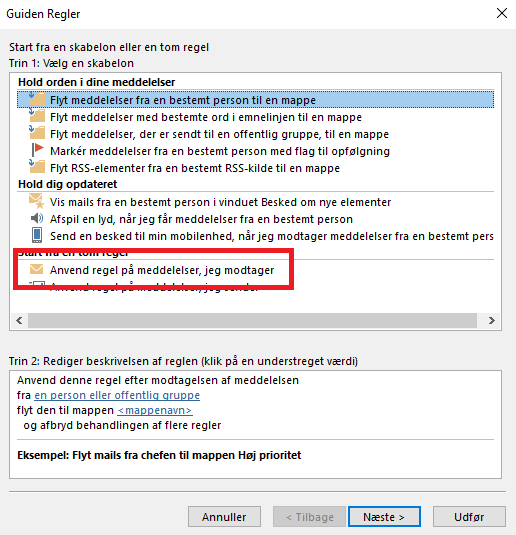 Guiden Regler
Start fra en skabelon eller en tom regel
Trin 1: Vælg en skabelon
Hold orden i dine meddelelser
Flyt meddelelser fra en bestemt person til en mappe
Flyt meddelelser med bestemte ord i emnelinjen til en mappe
Flyt meddelelser, der er sendt til en offentlig gruppe, til en mappe
Markér meddelelser fra en bestemt person med flag til opfølgning
Flyt RSS-elementer fra en bestemt RSS-kilde til en mappe
Hold dig opdateret
Vis mails fra en bestemt person i vinduet Besked om nye elementer
Afspil en lyd, når jeg får meddelelser fra en bestemt person
Send en besked til min mobilenhed, når jeg modtager meddelelser fra en bestemt pers
Start fra en tom regel
Anvend regel på meddelelser, jeg modtager
Anvend regel på meddelelser, jeg sender
Trin 2: Rediger beskrivelsen af reglen (klik på en understreget værdi)
Anvend denne regel efter modtagelsen af meddelelsen
fra en person eller offentlig gruppe
flyt den til mappen <mappenavn>
og afbryd behandlingen af flere regler
Eksempel: Flyt mails fra chefen til mappen Høj prioritet
Annuller < Tilbage Næste > Udfør